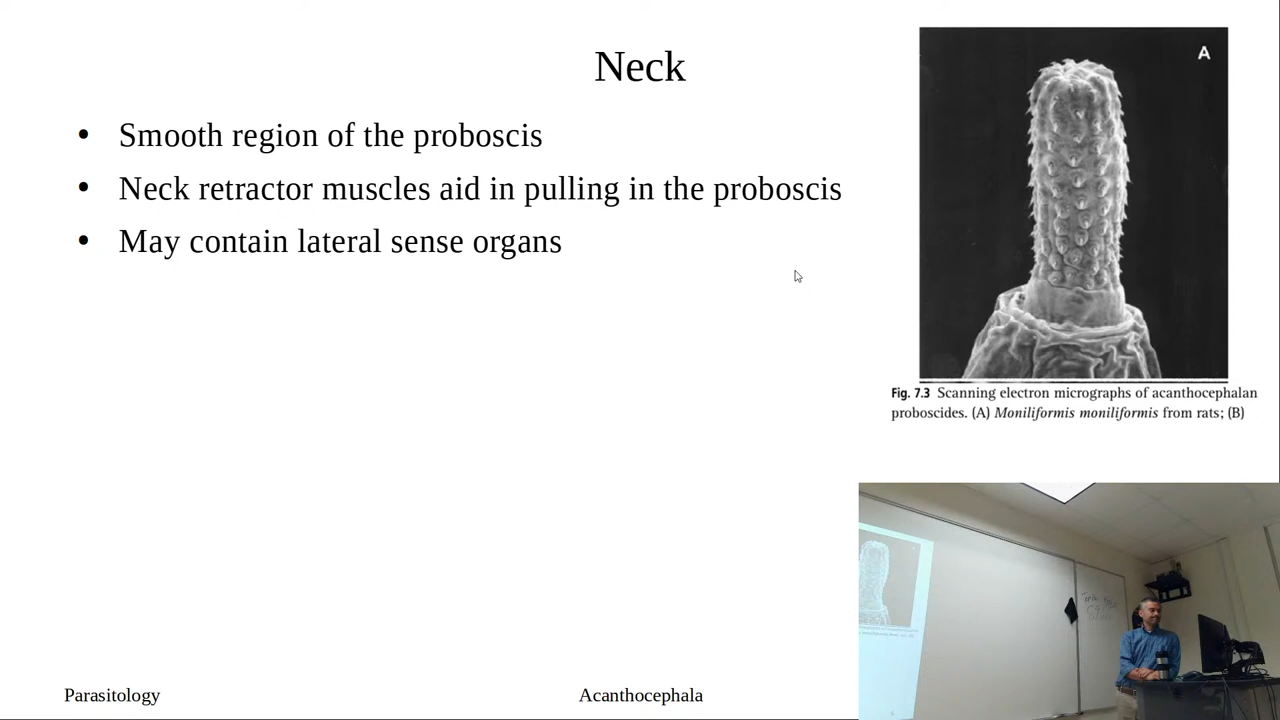 Neck
• Smooth region of the proboscis
• Neck retractor muscles aid in pulling in the proboscis
• May contain lateral sense organs
A
Fig. 7.3 Scanning electron micrographs of acanthocephalan
proboscides. (A) Moniliformis moniliformis from rats; (B)
Parasitology
Acanthocephala